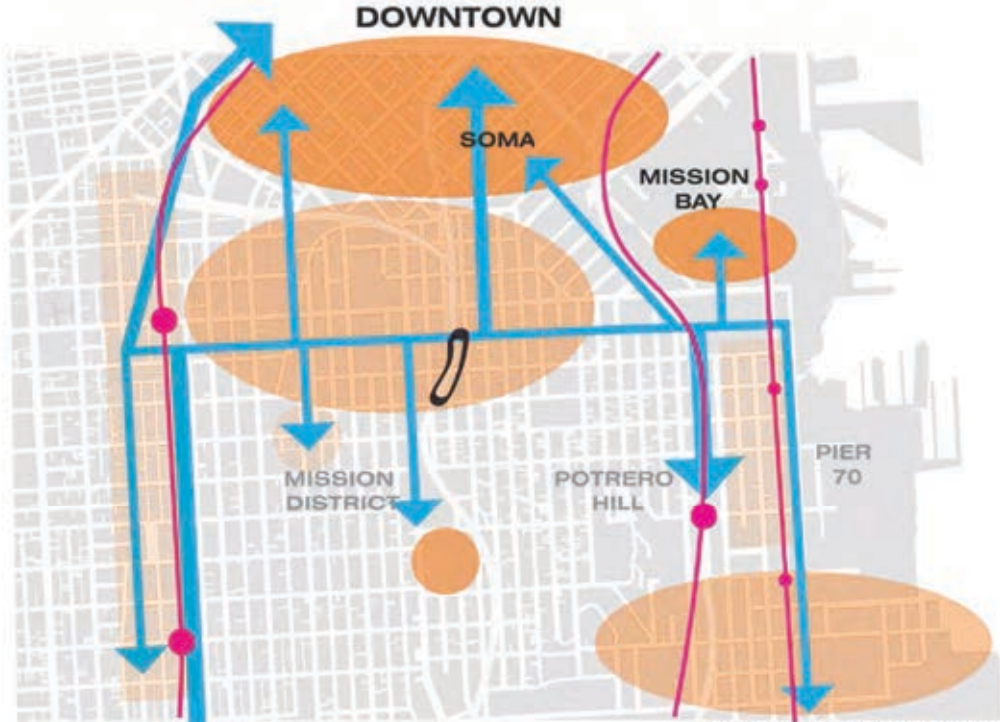 DOWNTOWN
SOMA
MISSION
BAY
MISSION
DISTRICT
POTRERO
HILL
PIER
70